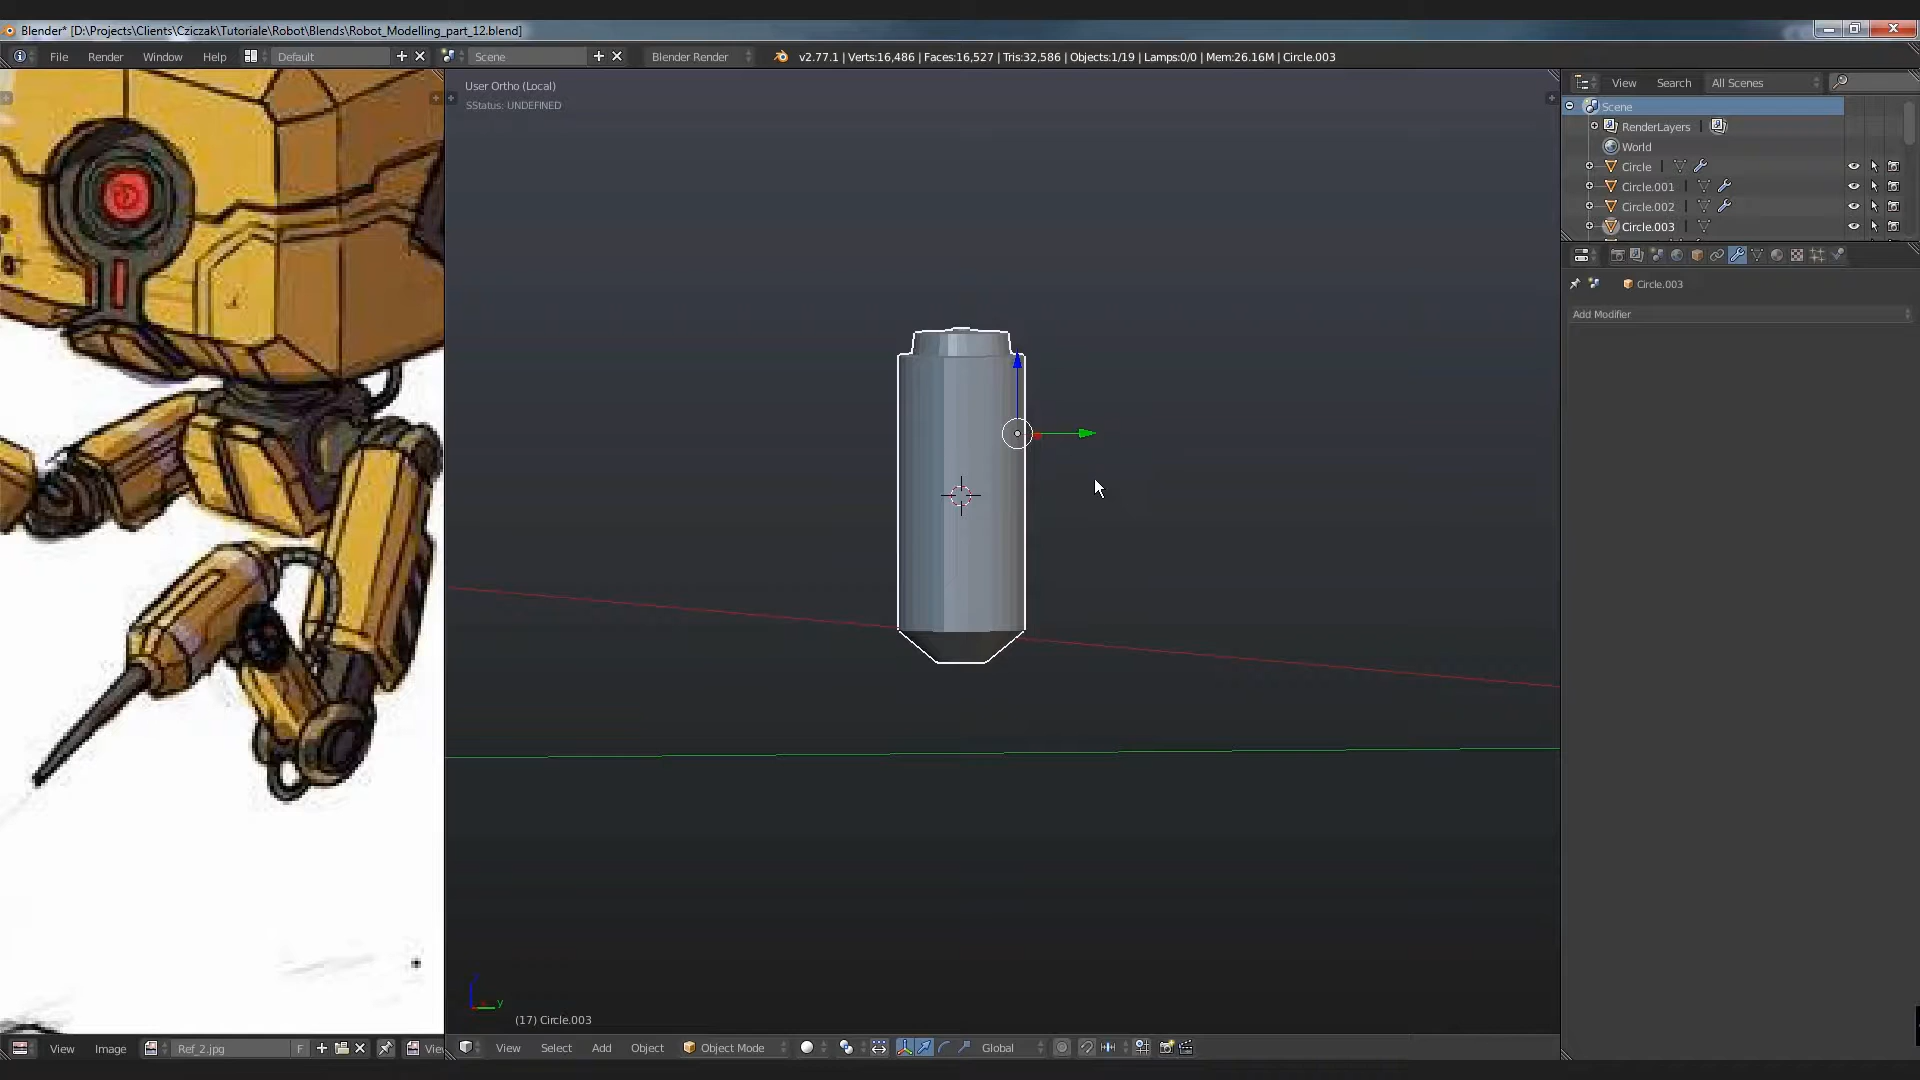 Blender* [D:\Projects\Clients\Cziczak\Tutoriale\Robot\Blends\Robot_Modelling_part_12.blend]
File Render Window Help Default Scene Blender Render v2.77.1 | Verts:16,486 | Faces:16,527 | Tris:32,586 | Objects:1/19 | Lamps:0/0 | Mem:26.16M | Circle.003
User Ortho (Local)
SStatus: UNDEFINED
View Search All Scenes
Scene
RenderLayers
World
Circle
Circle.001
Circle.002
Circle.003
Circle.003
Add Modifier
y
(17) Circle.003
View Image Ref_2.jpg F View Select Add Object Object Mode Global